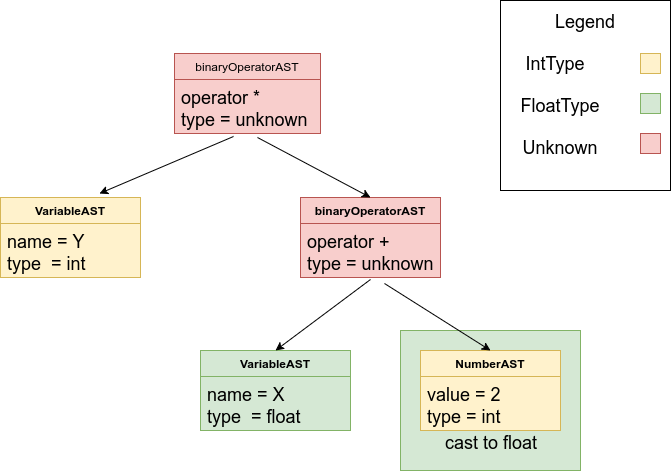 Legend
IntType
FloatType
Unknown
binaryOperatorAST
operator *
type = unknown
VariableAST
name = Y
type  = int
binaryOperatorAST
operator +
type = unknown
VariableAST
name = X
type  = float
NumberAST
value = 2
type = int
cast to float